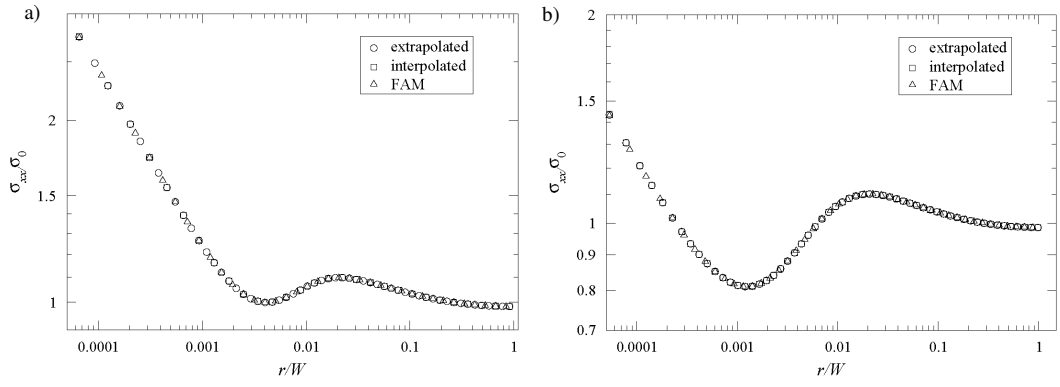 a)
extrapolated
interpolated
FAM
2
1.5
1
σxx/σ0
0.0001
0.001
0.01
0.1
1
r/W
b)
extrapolated
interpolated
FAM
2
1.5
1
0.9
0.8
0.7
σxx/σ0
0.0001
0.001
0.01
0.1
1
r/W